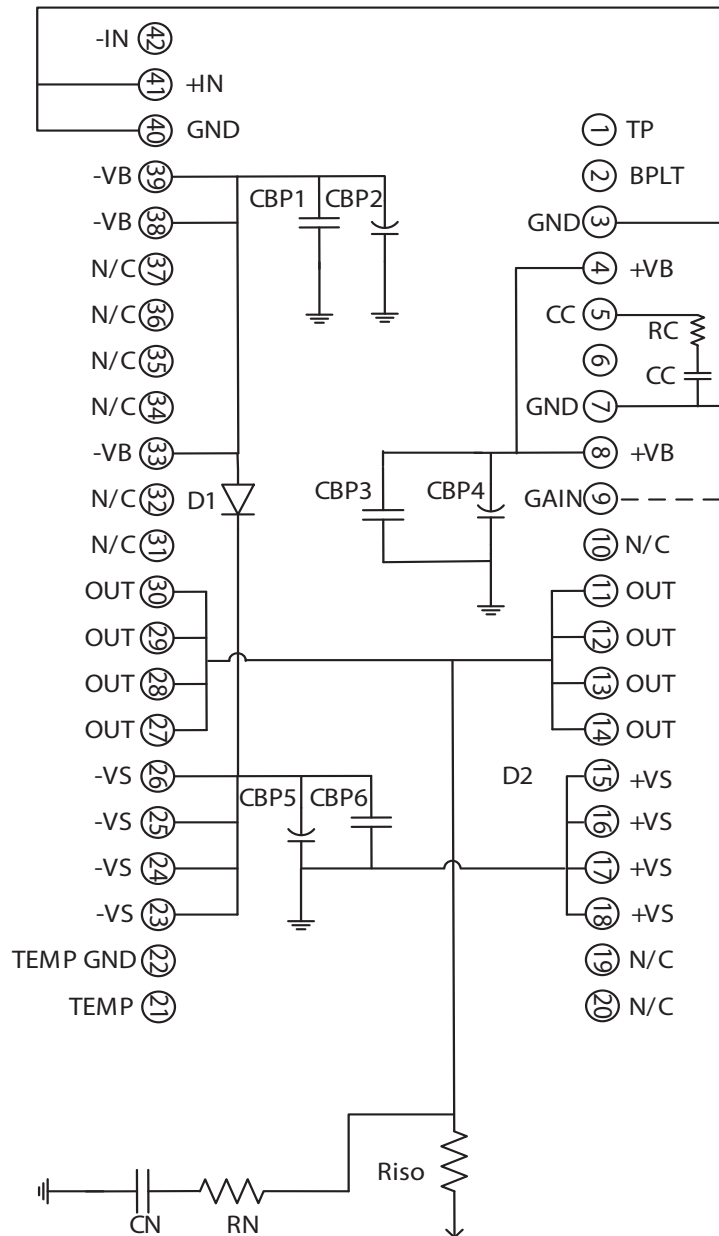 -IN 42
41 +IN
40 GND
-VB 39
-VB 38
N/C 37
N/C 36
N/C 35
N/C 34
-VB 33
N/C 32
N/C 31
OUT 30
OUT 29
OUT 28
OUT 27
-VS 26
-VS 25
-VS 24
-VS 23
TEMP GND 22
TEMP 21
CBP1
CBP2
D1
CBP3
CBP4
CBP5
CBP6
D2
1 TP
2 BPLT
GND 3
4 +VB
CC 5
RC
6
CC
GND 7
8 +VB
GAIN 9
10 N/C
11 OUT
12 OUT
13 OUT
14 OUT
15 +VS
16 +VS
17 +VS
18 +VS
19 N/C
20 N/C
Riso
CN
RN